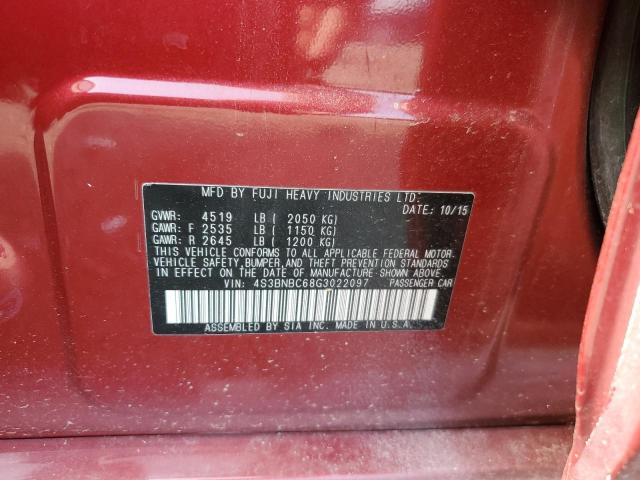 MFD BY FUJI HEAVY INDUSTRIES LTD.
DATE: 10/15
GVWR: 4519 LB ( 2050 KG)
GAWR: F 2535 LB ( 1150 KG)
GAWR: R 2645 LB ( 1200 KG)
THIS VEHICLE CONFORMS TO ALL APPLICABLE FEDERAL MOTOR
VEHICLE SAFETY, BUMPER, AND THEFT PREVENTION STANDARDS
IN EFFECT ON THE DATE OF MANUFACTURE SHOWN ABOVE.
VIN: 4S3BNBC68G3022097 PASSENGER CAR
ASSEMBLED BY SIA INC. MADE IN U.S.A.